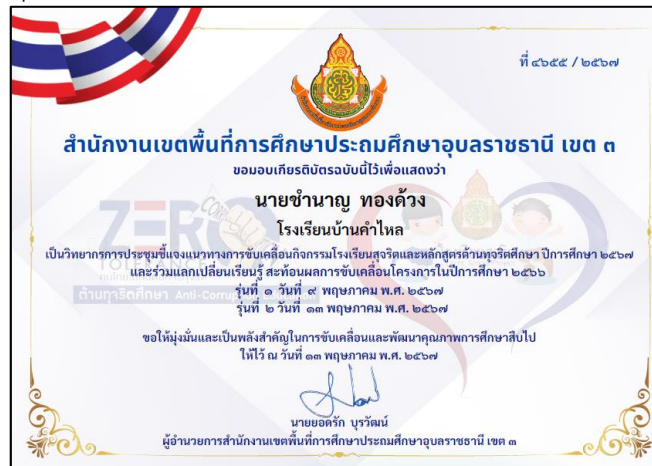 ที่ ๔๖๕๕ / ๒๕๖๗
สำนักงานเขตพื้นที่การศึกษาประถมศึกษาอุบลราชธานี เขต ๓
ขอมอบเกียรติบัตรฉบับนี้ไว้เพื่อแสดงว่า
นายชำนาญ ทองด้วง
โรงเรียนบ้านคำไหล
เป็นวิทยากรการประชุมชี้แจงแนวทางการขับเคลื่อนกิจกรรมโรงเรียนสุจริตและหลักสูตรต้านทุจริตศึกษา ปีการศึกษา ๒๕๖๗
และร่วมแลกเปลี่ยนเรียนรู้ สะท้อนผลการขับเคลื่อนโครงการในปีการศึกษา ๒๕๖๖
รุ่นที่ ๑ วันที่ ๙ พฤษภาคม พ.ศ. ๒๕๖๗
รุ่นที่ ๒ วันที่ ๑๓ พฤษภาคม พ.ศ. ๒๕๖๗
ZERO
TOLERANCE
ต้านทุจริตศึกษา Anti-Corruption Education
ขอให้มุ่งมั่นและเป็นพลังสำคัญในการขับเคลื่อนและพัฒนาคุณภาพการศึกษาสืบไป
ให้ไว้ ณ วันที่ ๑๓ พฤษภาคม พ.ศ. ๒๕๖๗
นายยอดรัก บุรวัฒน์
ผู้อำนวยการสำนักงานเขตพื้นที่การศึกษาประถมศึกษาอุบลราชธานี เขต ๓